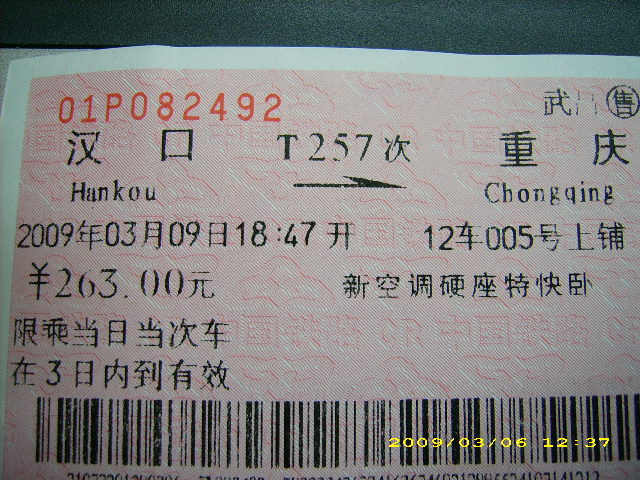 01P082492
武昌 售
汉口 T257次 重庆
Hankou Chongqing
2009年03月09日18:47开 12车005号上铺
¥263.00元 新空调硬座特快卧
限乘当日当次车
在3日内到有效
2009/03/06 12:37